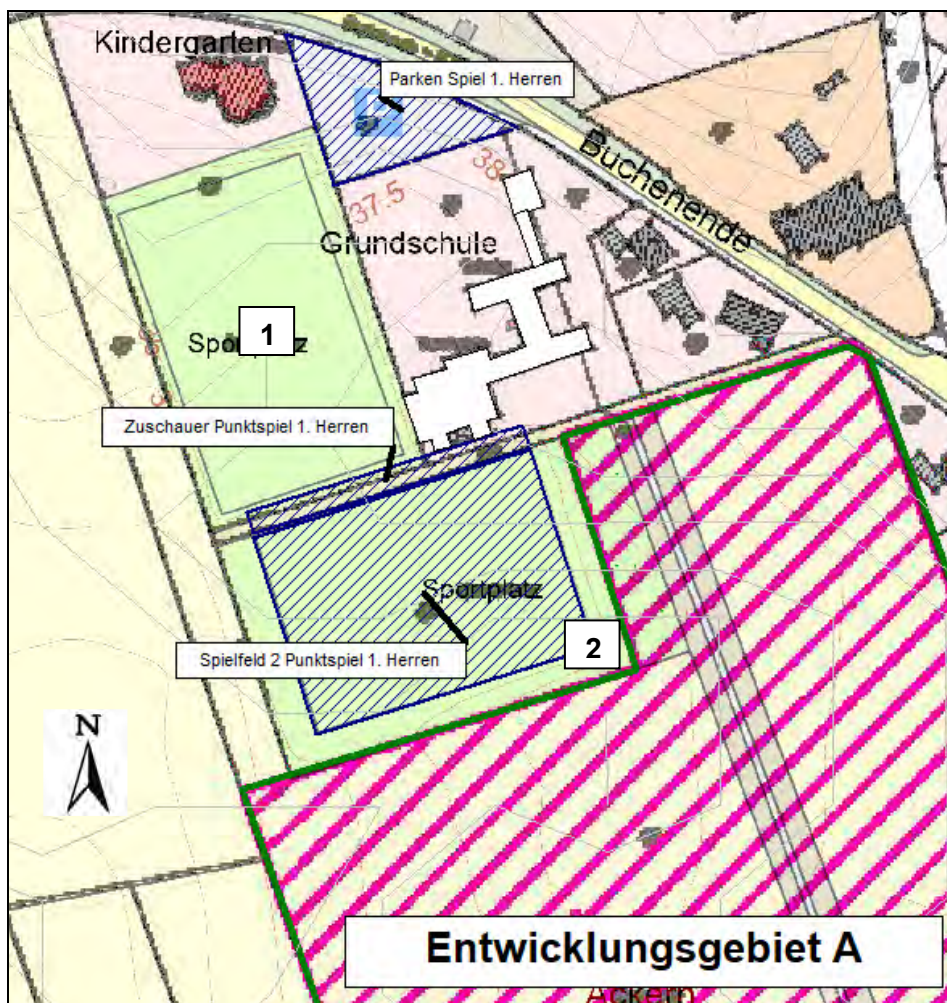 Kindergarten
Parken Spiel 1. Herren
Buchenende
38
37.5
Grundschule
1
Zuschauer Punktspiel 1. Herren
Sportplatz
2
Spielfeld 2 Punktspiel 1. Herren
N
Entwicklungsgebiet A